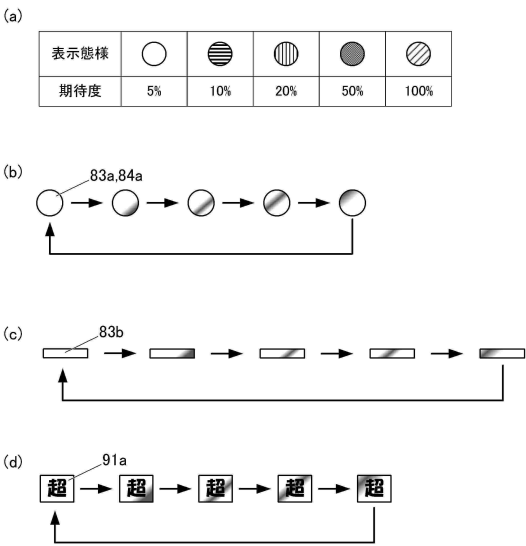 (a)
表示態様
期待度 5% 10% 20% 50% 100%
(b)
83a,84a
(c)
83b
(d)
91a
超 超 超 超 超